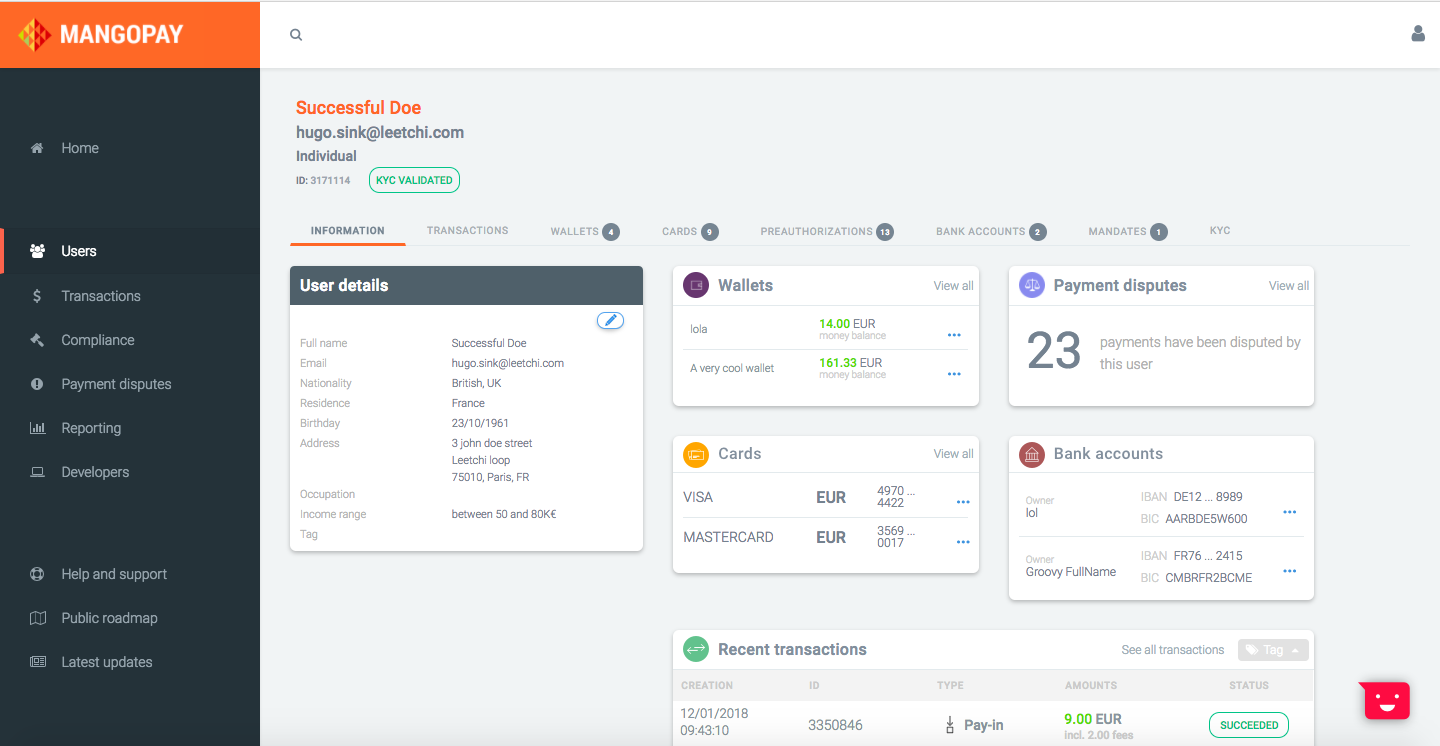 MANGOPAY
Home
Users
Transactions
Compliance
Payment disputes
Reporting
Developers
Help and support
Public roadmap
Latest updates
Successful Doe
hugo.sink@leetchi.com
Individual
ID: 3171114 KYC VALIDATED
INFORMATION TRANSACTIONS WALLETS 4 CARDS 9 PREAUTHORIZATIONS 13 BANK ACCOUNTS 2 MANDATES 1 KYC
User details
Full name Successful Doe
Email hugo.sink@leetchi.com
Nationality British, UK
Residence France
Birthday 23/10/1961
Address 3 john doe street
Leetchi loop
75010, Paris, FR
Occupation
Income range between 50 and 80K€
Tag
Wallets View all
lola 14.00 EUR
money balance
A very cool wallet 161.33 EUR
money balance
Payment disputes View all
23 payments have been disputed by
this user
Cards View all
VISA EUR 4970 ...
4422
MASTERCARD EUR 3569 ...
0017
Bank accounts
Owner
lol
IBAN DE12 ... 8989
BIC AARBDE5W600
Owner
Groovy FullName
IBAN FR76 ... 2415
BIC CMBRFR2BCME
Recent transactions See all transactions Tag
CREATION ID TYPE AMOUNTS STATUS
12/01/2018
09:43:10
3350846 Pay-in 9.00 EUR
incl. 2.00 fees
SUCCEEDED